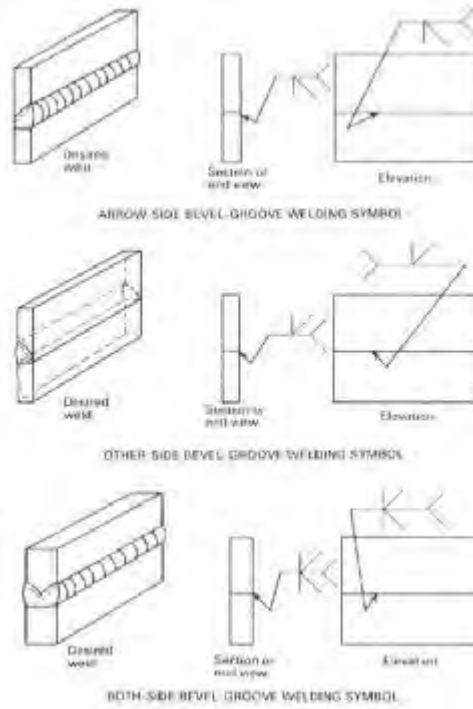 Desired
weld
Section or
end view
Elevation
ARROW-SIDE BEVEL-GROOVE WELDING SYMBOL
Desired
weld
Section or
end view
Elevation
OTHER-SIDE BEVEL-GROOVE WELDING SYMBOL
Desired
weld
Section or
end view
Elevation
BOTH-SIDE BEVEL-GROOVE WELDING SYMBOL